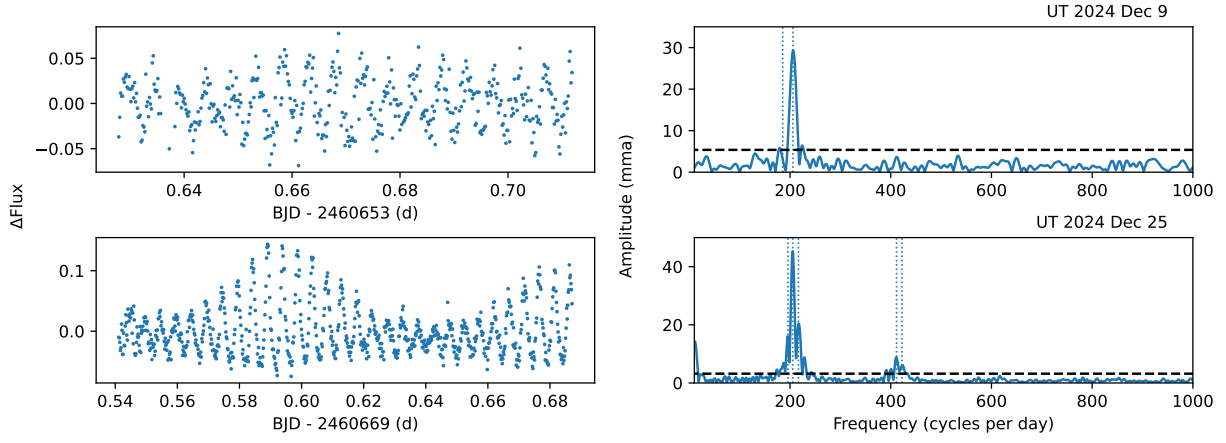 ΔFlux
0.05
0.00
−0.05
0.64 0.66 0.68 0.70
BJD - 2460653 (d)
0.1
0.0
0.54 0.56 0.58 0.60 0.62 0.64 0.66 0.68
BJD - 2460669 (d)
Amplitude (mma)
UT 2024 Dec 9
30
20
10
0
200 400 600 800 1000
UT 2024 Dec 25
40
20
0
200 400 600 800 1000
Frequency (cycles per day)